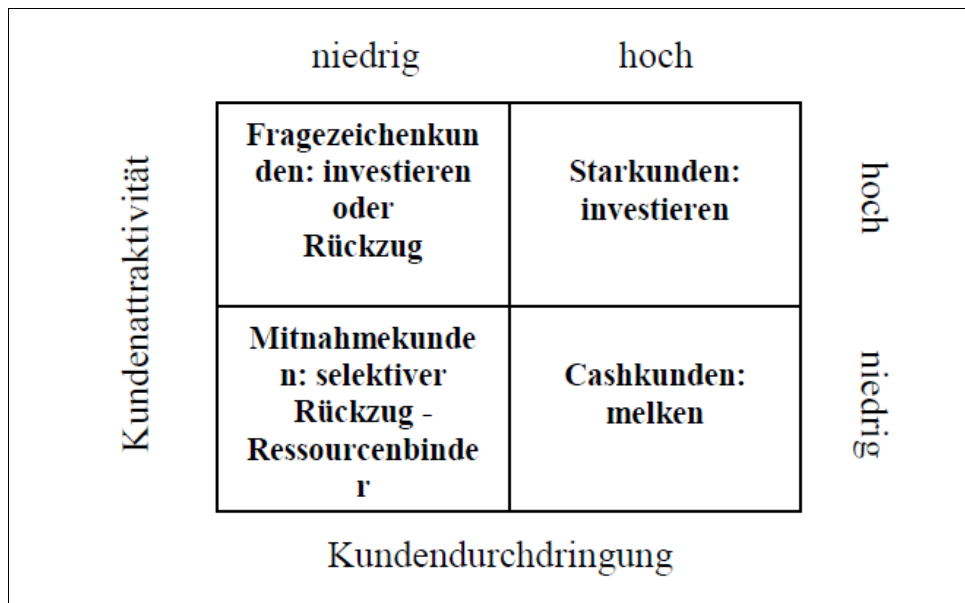 niedrig
hoch
Kundenattraktivität
Fragezeichenkun
den: investieren
oder
Rückzug
Starkunden:
investieren
hoch
Mitnahmekunde
n: selektiver
Rückzug -
Ressourcenbinde
r
Cashkunden:
melken
niedrig
Kundendurchdringung